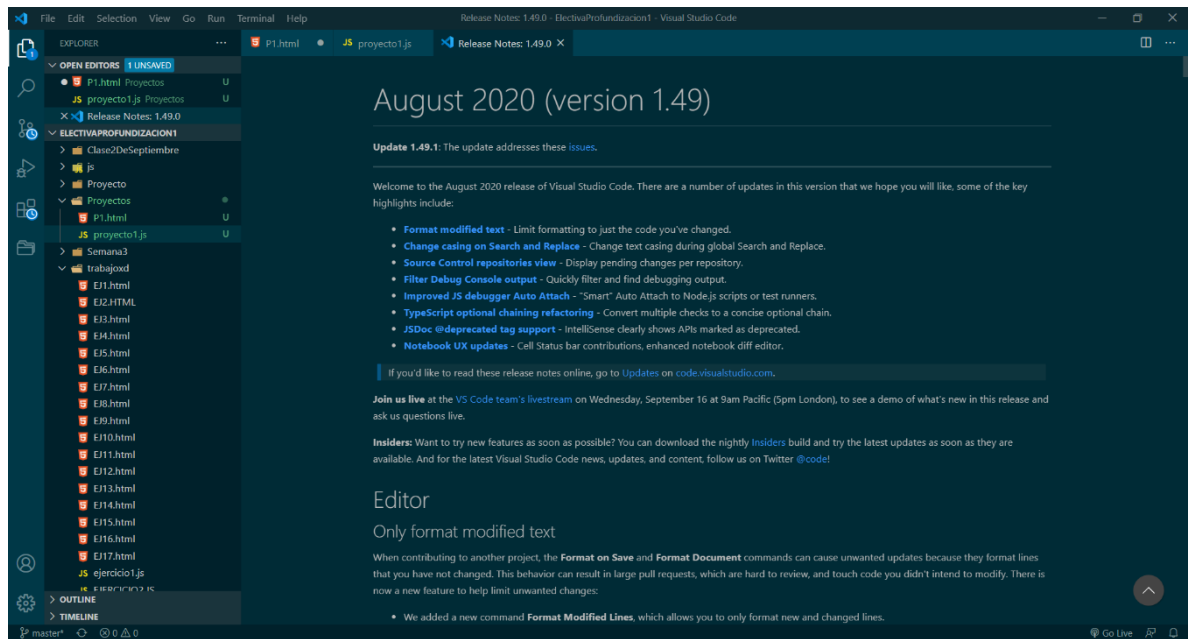 File Edit Selection View Go Run Terminal Help
Release Notes: 1.49.0 - ElectivaProfundizacion1 - Visual Studio Code
EXPLORER
P1.html
JS proyecto1.js
Release Notes: 1.49.0
OPEN EDITORS 1 UNSAVED
P1.html Proyectos U
JS proyecto1.js Proyectos U
Release Notes: 1.49.0
ELECTIVAPROFUNDIZACION1
Clase2DeSeptiembre
js
Proyecto
Proyectos
P1.html U
JS proyecto1.js U
Semana3
trabajoxd
EJ1.html
EJ2.HTML
EJ3.html
EJ4.html
EJ5.html
EJ6.html
EJ7.html
EJ8.html
EJ9.html
EJ10.html
EJ11.html
EJ12.html
EJ13.html
EJ14.html
EJ15.html
EJ16.html
EJ17.html
JS ejercicio1.js
OUTLINE
TIMELINE
August 2020 (version 1.49)
Update 1.49.1: The update addresses these issues.
Welcome to the August 2020 release of Visual Studio Code. There are a number of updates in this version that we hope you will like, some of the key
highlights include:
• Format modified text - Limit formatting to just the code you've changed.
• Change casing on Search and Replace - Change text casing during global Search and Replace.
• Source Control repositories view - Display pending changes per repository.
• Filter Debug Console output - Quickly filter and find debugging output.
• Improved JS debugger Auto Attach - "Smart" Auto Attach to Node.js scripts or test runners.
• TypeScript optional chaining refactoring - Convert multiple checks to a concise optional chain.
• JSDoc @deprecated tag support - IntelliSense clearly shows APIs marked as deprecated.
• Notebook UX updates - Cell Status bar contributions, enhanced notebook diff editor.
If you'd like to read these release notes online, go to Updates on code.visualstudio.com.
Join us live at the VS Code team's livestream on Wednesday, September 16 at 9am Pacific (5pm London), to see a demo of what's new in this release and
ask us questions live.
Insiders: Want to try new features as soon as possible? You can download the nightly Insiders build and try the latest updates as soon as they are
available. And for the latest Visual Studio Code news, updates, and content, follow us on Twitter @code!
Editor
Only format modified text
When contributing to another project, the Format on Save and Format Document commands can cause unwanted updates because they format lines
that you have not changed. This behavior can result in large pull requests, which are hard to review, and touch code you didn't intend to modify. There is
now a new feature to help limit unwanted changes:
• We added a new command Format Modified Lines, which allows you to only format new and changed lines.
master* 0 0
Go Live